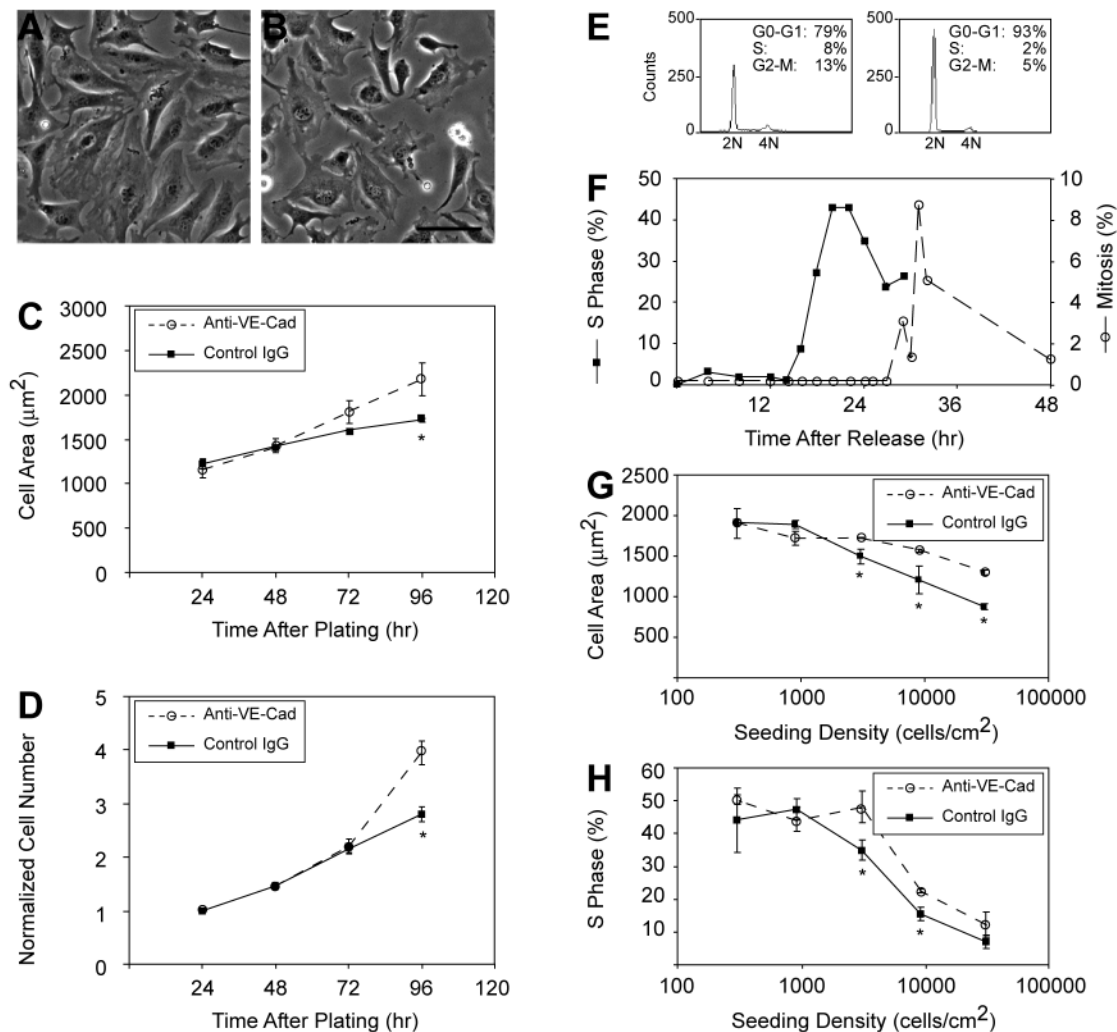 A
B
C
Cell Area (μm²)
3000
2500
2000
1500
1000
500
0
Anti-VE-Cad
Control IgG
*
24 48 72 96 120
Time After Plating (hr)
D
Normalized Cell Number
5
4
3
2
1
0
Anti-VE-Cad
Control IgG
*
24 48 72 96 120
Time After Plating (hr)
E
Counts
500
250
0
G0-G1: 79%
S: 8%
G2-M: 13%
2N 4N
500
250
0
G0-G1: 93%
S: 2%
G2-M: 5%
2N 4N
F
S Phase (%)
50
40
30
20
10
0
10
8
6
4
2
0
Mitosis (%)
12 24 36 48
Time After Release (hr)
G
Cell Area (μm²)
2500
2000
1500
1000
500
Anti-VE-Cad
Control IgG
* * *
100 1000 10000 100000
Seeding Density (cells/cm²)
H
S Phase (%)
60
50
40
30
20
10
Anti-VE-Cad
Control IgG
* *
100 1000 10000 100000
Seeding Density (cells/cm²)